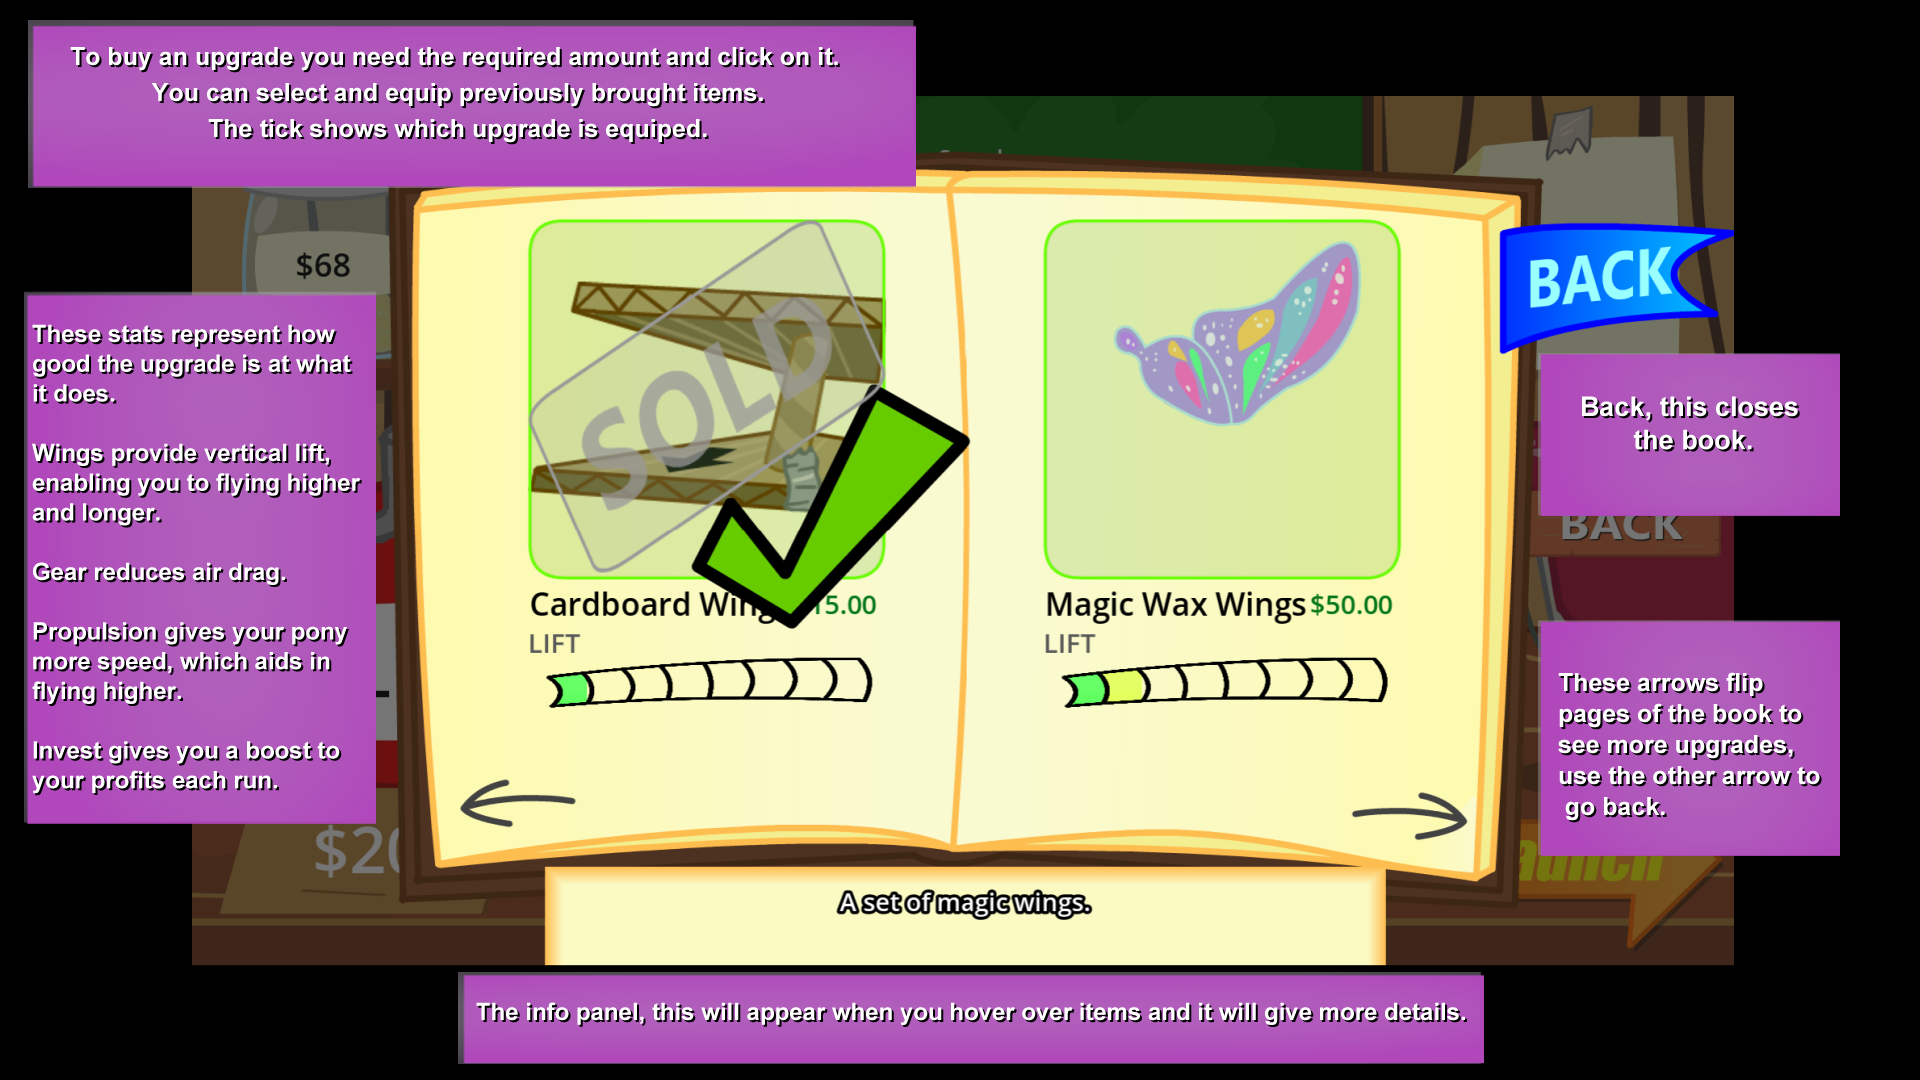 To buy an upgrade you need the required amount and click on it.
You can select and equip previously brought items.
The tick shows which upgrade is equiped.
$68
These stats represent how
good the upgrade is at what
it does.
Wings provide vertical lift,
enabling you to flying higher
and longer.
Gear reduces air drag.
Propulsion gives your pony
more speed, which aids in
flying higher.
Invest gives you a boost to
your profits each run.
$20
SOLD
Cardboard Wing 15.00
LIFT
Magic Wax Wings $50.00
LIFT
BACK
Back, this closes
the book.
BACK
These arrows flip
pages of the book to
see more upgrades,
use the other arrow to
go back.
aunch
A set of magic wings.
The info panel, this will appear when you hover over items and it will give more details.